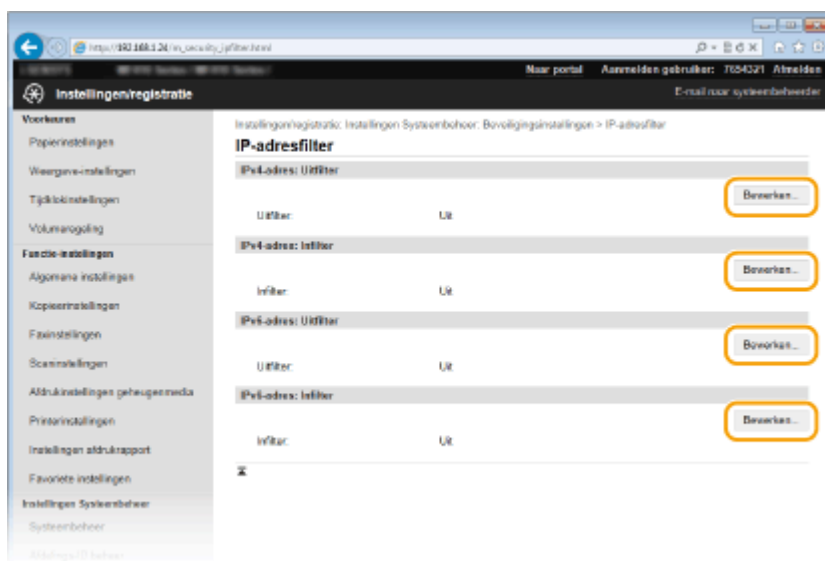 http://192.168.1.24/m_security_ipfilter.html
Naar portal Aanmelden gebruiker: 7654321 Afmelden
Instellingen/registratie
E-mail naar systeembeheerder
Voorkeuren
Papierinstellingen
Weergave-instellingen
Tijdklokinstellingen
Volumeregeling
Functie-instellingen
Algemene instellingen
Kopieerinstellingen
Faxinstellingen
Scaninstellingen
Afdrukinstellingen geheugenmedia
Printerinstellingen
Instellingen afdrukrapport
Favoriete instellingen
Instellingen Systeembeheer
Systeembeheer
Instellingen/registratie: Instellingen Systeembeheer: Beveiligingsinstellingen > IP-adresfilter
IP-adresfilter
IPv4-adres: Uitfilter
Bewerken...
Uitfilter: Uit
IPv4-adres: Infilter
Bewerken...
Infilter: Uit
IPv6-adres: Uitfilter
Bewerken...
Uitfilter: Uit
IPv6-adres: Infilter
Bewerken...
Infilter: Uit